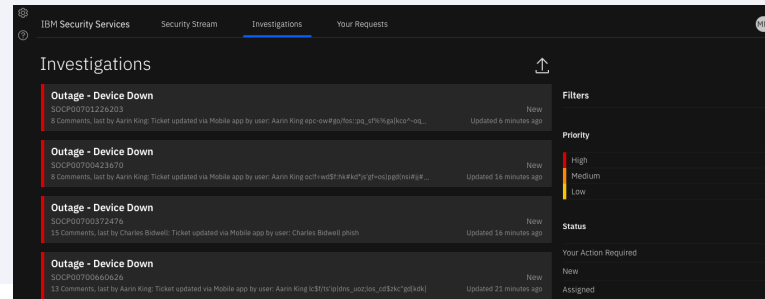 IBM Security Services
Security Stream
Investigations
Your Requests
Investigations
Outage - Device Down
SOCP00701226203
New
8 Comments, last by Aarin King: Ticket updated via Mobile app by user: Aarin King
Updated 6 minutes ago
Outage - Device Down
SOCP00700423670
New
8 Comments, last by Aarin King: Ticket updated via Mobile app by user: Aarin King
Updated 16 minutes ago
Outage - Device Down
SOCP00700372476
New
15 Comments, last by Charles Bidwell: Ticket updated via Mobile app by user: Charles Bidwell phish
Updated 16 minutes ago
Outage - Device Down
SOCP00700660626
New
13 Comments, last by Aarin King: Ticket updated via Mobile app by user: Aarin King
Updated 21 minutes ago
Filters
Priority
High
Medium
Low
Status
Your Action Required
New
Assigned